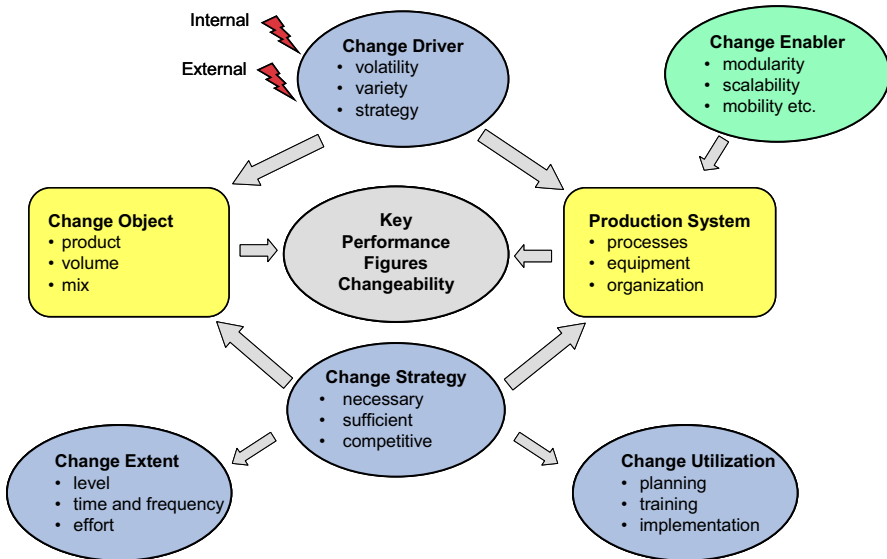 Internal
External
Change Driver
• volatility
• variety
• strategy
Change Enabler
• modularity
• scalability
• mobility etc.
Change Object
• product
• volume
• mix
Key
Performance
Figures
Changeability
Production System
• processes
• equipment
• organization
Change Strategy
• necessary
• sufficient
• competitive
Change Extent
• level
• time and frequency
• effort
Change Utilization
• planning
• training
• implementation